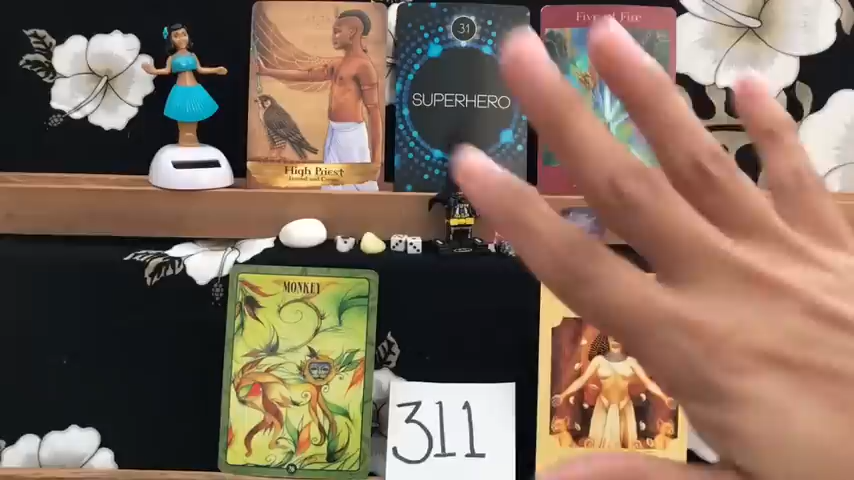 High Priest
31
SUPERHERO
Five of Fire
MONKEY
311